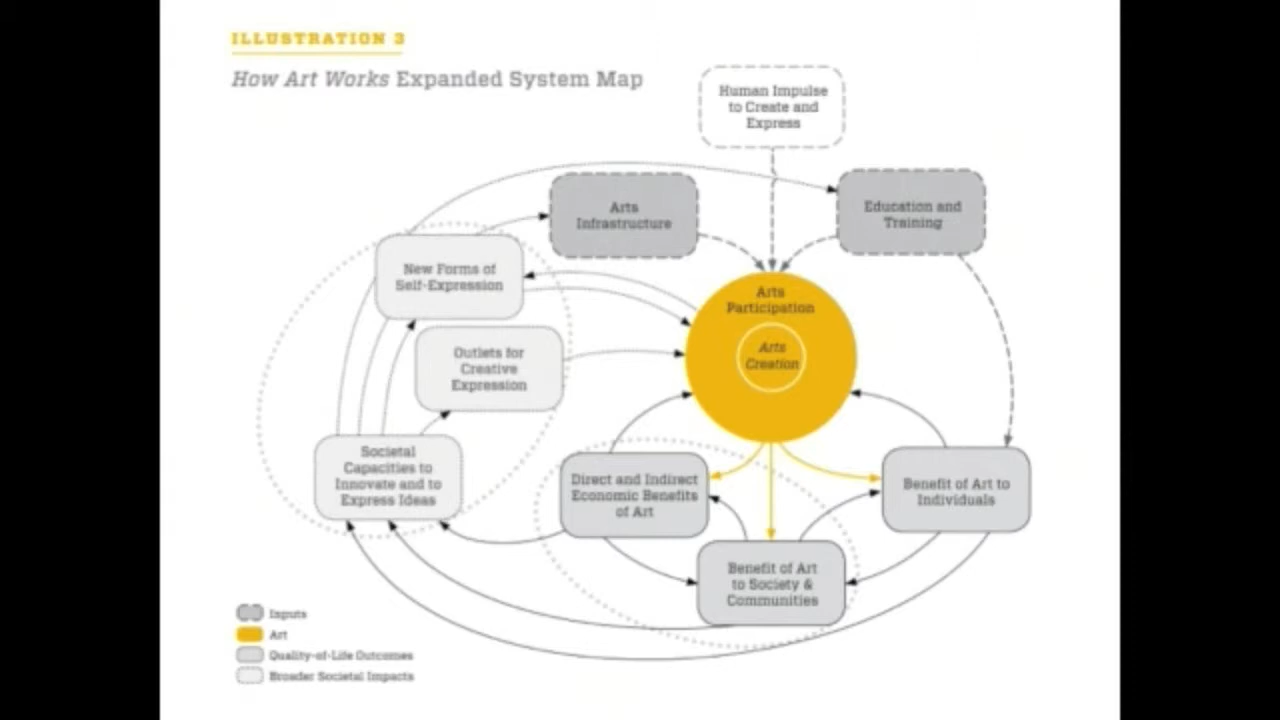 ILLUSTRATION 3
How Art Works Expanded System Map
Human Impulse
to Create and
Express
Arts
Infrastructure
Education and
Training
New Forms of
Self-Expression
Arts
Participation
Arts
Creation
Outlets for
Creative
Expression
Societal
Capacities to
Innovate and to
Express Ideas
Direct and Indirect
Economic Benefits
of Art
Benefit of Art to
Individuals
Benefit of Art
to Society &
Communities
Inputs
Art
Quality-of-Life Outcomes
Broader Societal Impacts